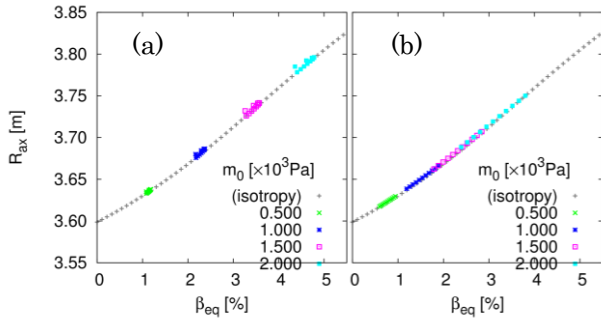 (a)
(b)
3.85
3.80
3.75
3.70
3.65
3.60
3.55
R_ax [m]
m_0 [×10^3Pa]
(isotropy)
0.500
1.000
1.500
2.000
m_0 [×10^3Pa]
(isotropy)
0.500
1.000
1.500
2.000
0 1 2 3 4 5
0 1 2 3 4 5
β_eq [%]
β_eq [%]